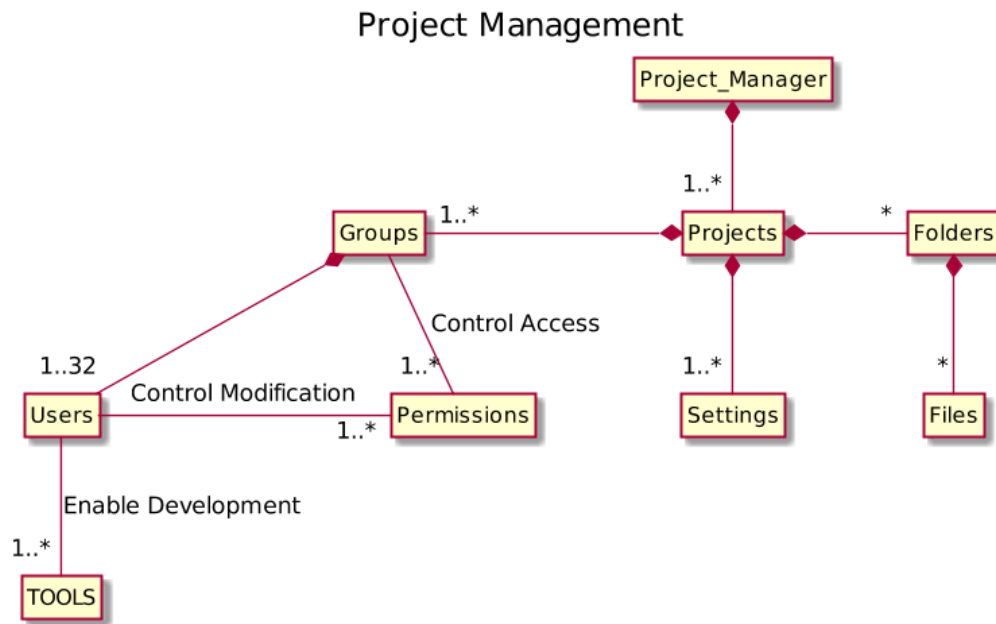 Project Management
Project_Manager
1..*
Groups
1..*
Projects
*
Folders
Control Access
1..32
1..*
1..*
*
Users
Control Modification
1..*
Permissions
Settings
Files
Enable Development
1..*
TOOLS